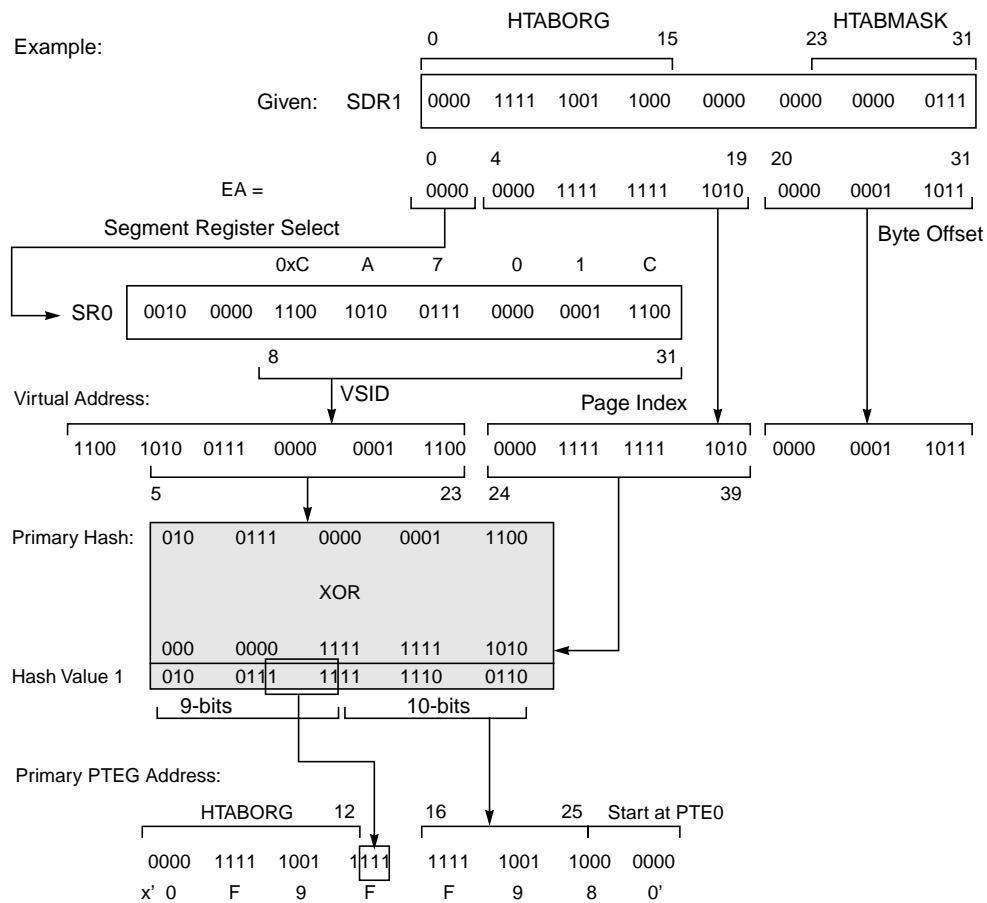 HTABORG HTABMASK
Example: 0 15 23 31
Given: SDR1 0000 1111 1001 1000 0000 0000 0000 0111
0 4 19 20 31
EA = 0000 0000 1111 1111 1010 0000 0001 1011
Segment Register Select Byte Offset
0xC A 7 0 1 C
SR0 0010 0000 1100 1010 0111 0000 0001 1100
8 31
Virtual Address: VSID Page Index
1100 1010 0111 0000 0001 1100 0000 1111 1111 1010 0000 0001 1011
5 23 24 39
Primary Hash: 010 0111 0000 0001 1100
XOR
000 0000 1111 1111 1010
Hash Value 1 010 0111 1111 1110 0110
9-bits 10-bits
Primary PTEG Address:
HTABORG 12 16 25 Start at PTE0
0000 1111 1001 1111 1111 1001 1000 0000
x' 0 F 9 F F 9 8 0'